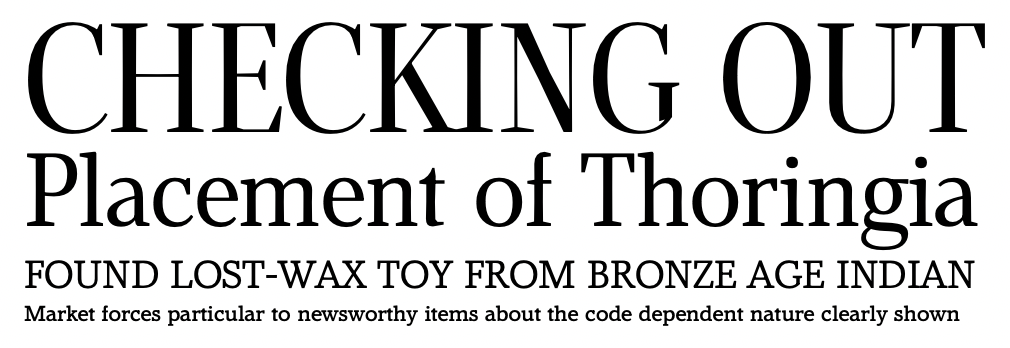 CHECKING OUT
Placement of Thoringia
FOUND LOST-WAX TOY FROM BRONZE AGE INDIAN
Market forces particular to newsworthy items about the code dependent nature clearly shown